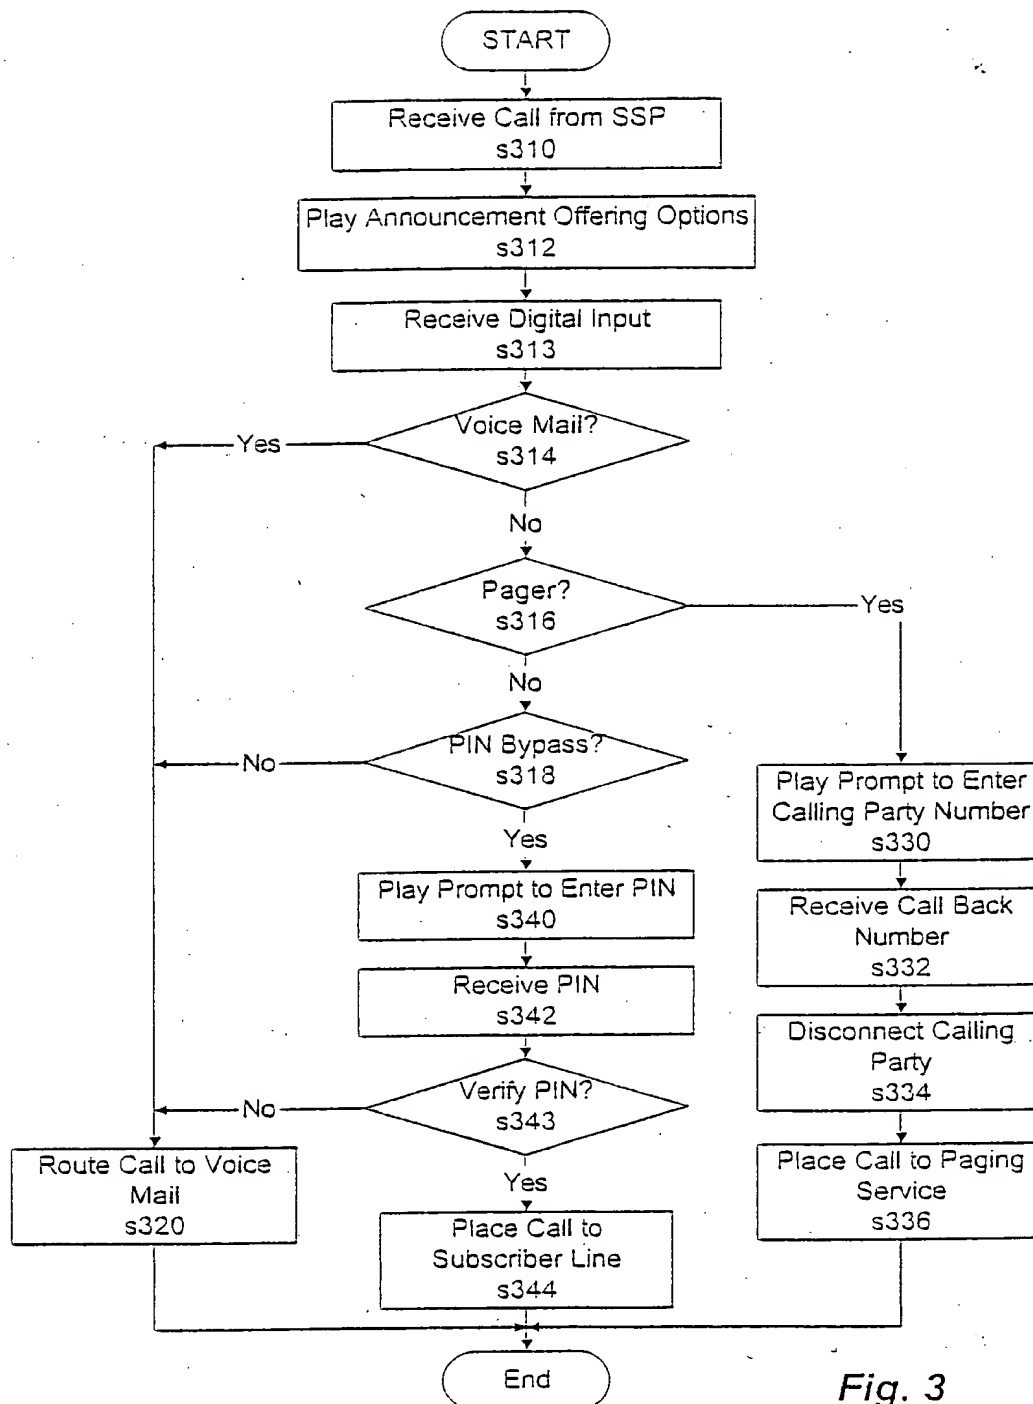 START
Receive Call from SSP
s310
Play Announcement Offering Options
s312
Receive Digital Input
s313
Voice Mail?
s314
Yes
No
Pager?
s316
Yes
No
PIN Bypass?
s318
No
Yes
Play Prompt to Enter
Calling Party Number
s330
Play Prompt to Enter PIN
s340
Receive Call Back
Number
s332
Receive PIN
s342
Disconnect Calling
Party
s334
Verify PIN?
s343
No
Yes
Route Call to Voice
Mail
s320
Place Call to Paging
Service
s336
Place Call to
Subscriber Line
s344
End
Fig. 3